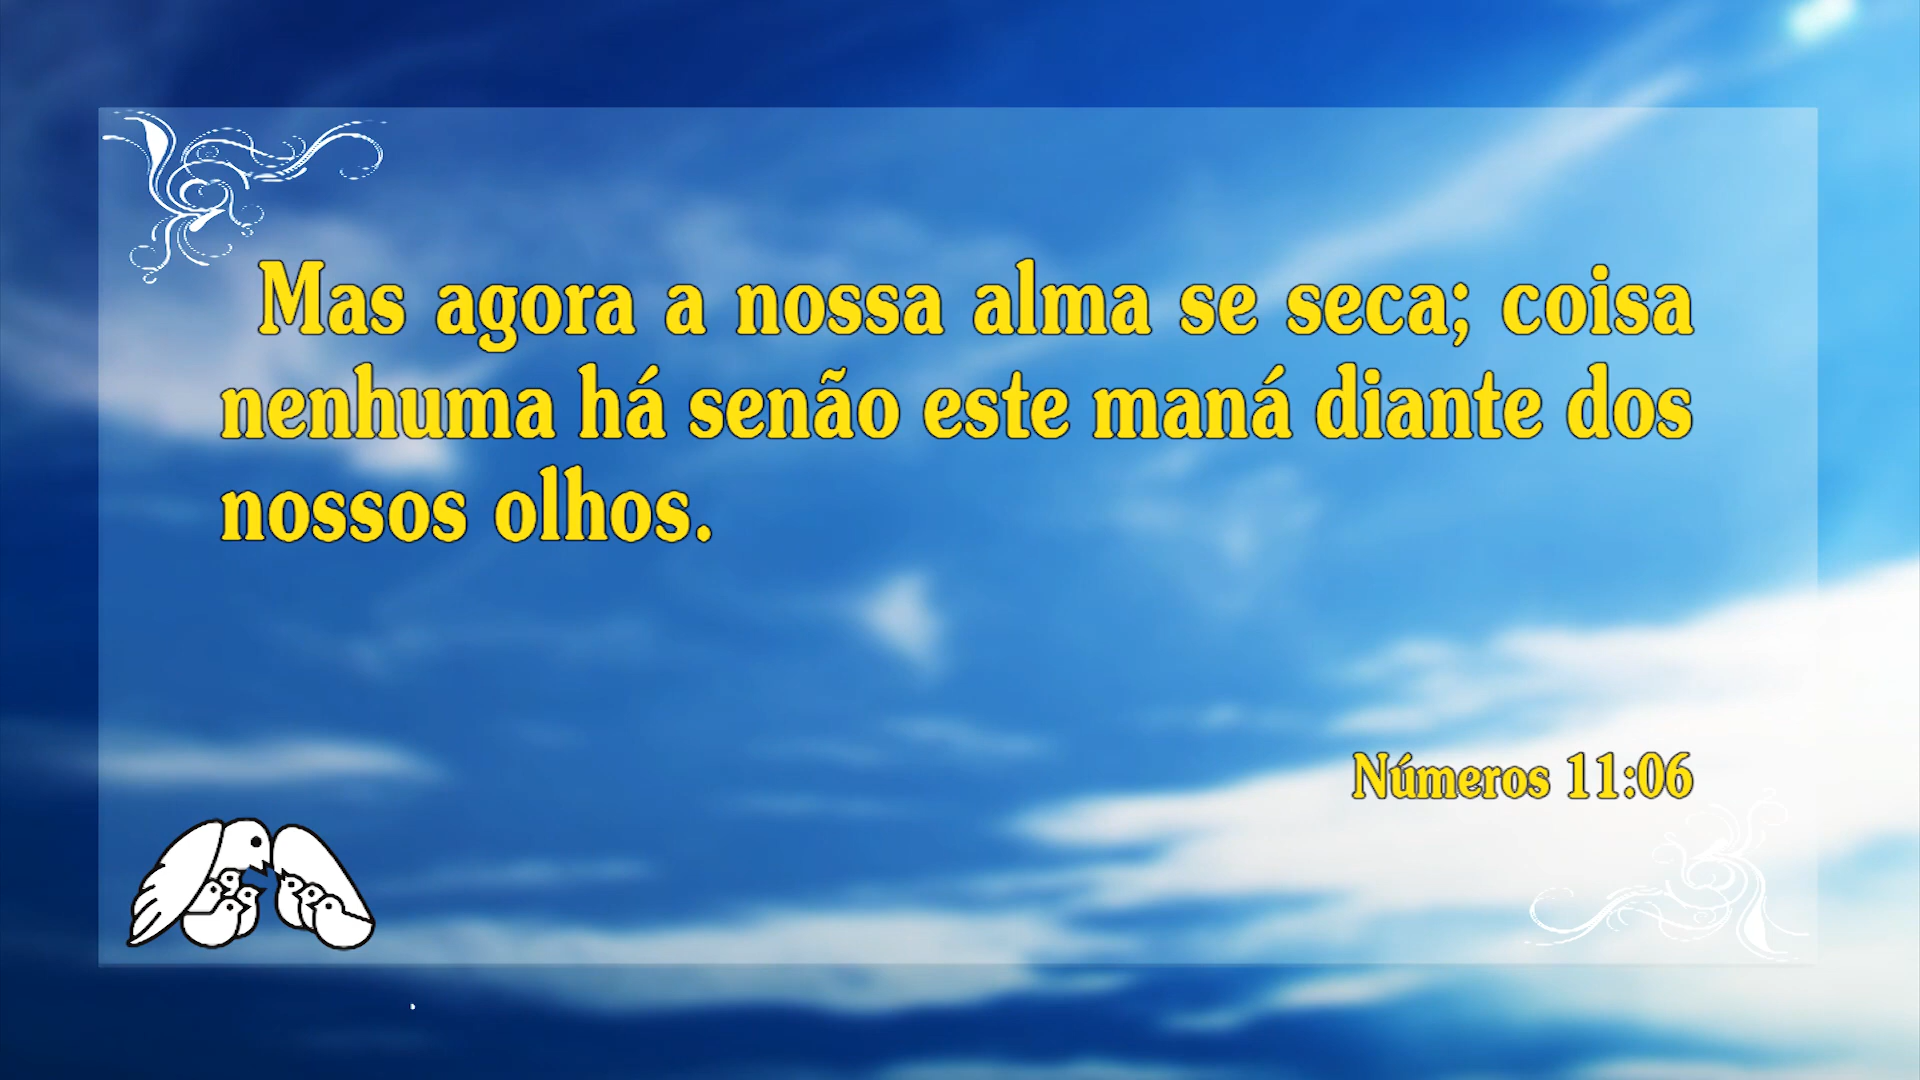 Mas agora a nossa alma se seca; coisa
nenhuma há senão este maná diante dos
nossos olhos.
Números 11:06